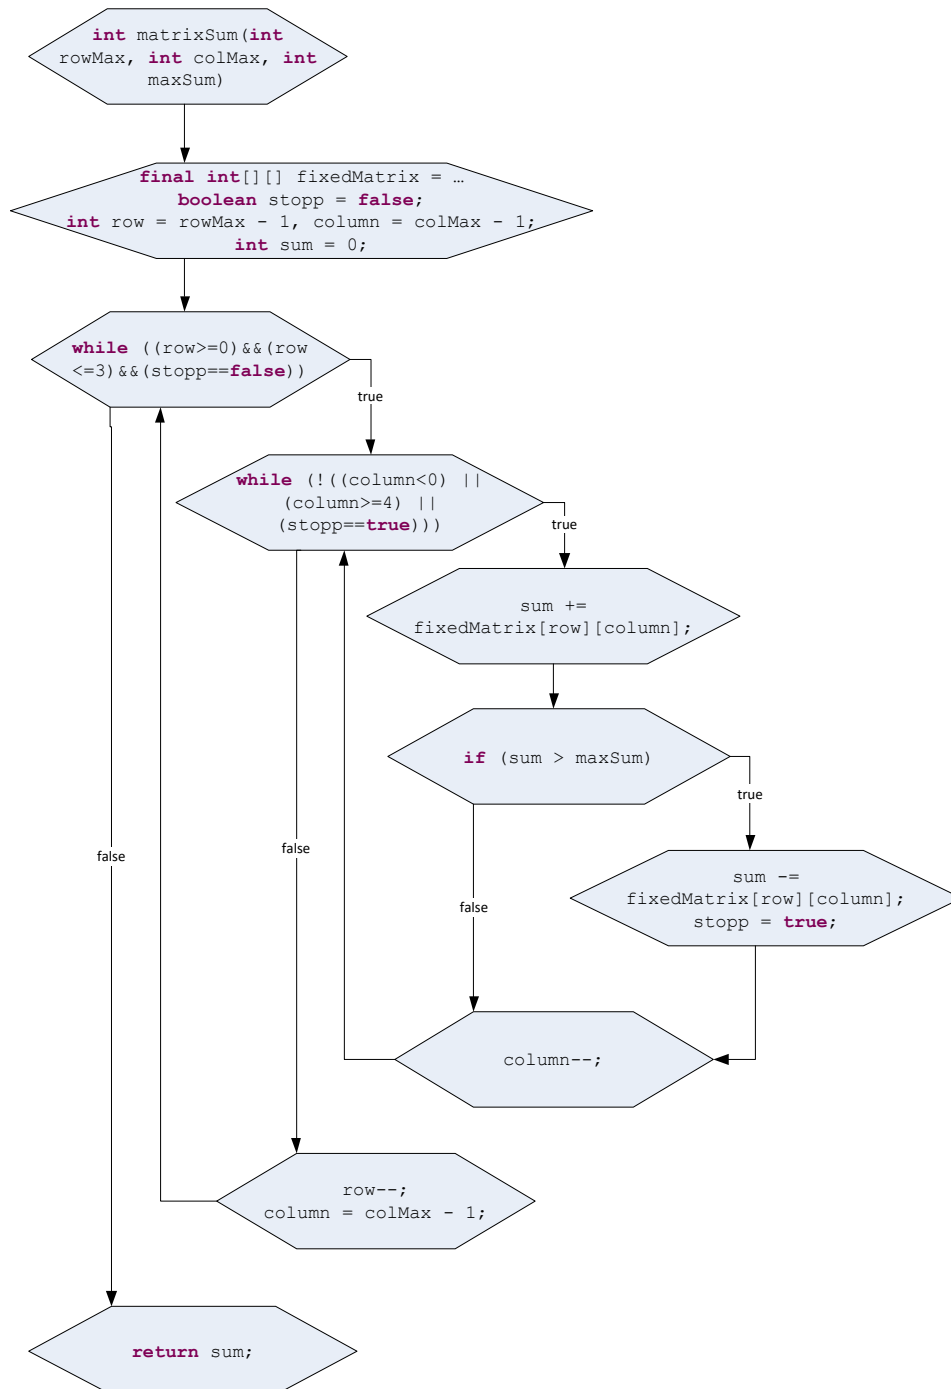 int matrixSum(int
rowMax, int colMax, int
maxSum)
final int[][] fixedMatrix = …
boolean stopp = false;
int row = rowMax - 1, column = colMax - 1;
int sum = 0;
while ((row>=0)&&(row
<=3)&&(stopp==false))
true
while (!((column<0) ||
(column>=4) ||
(stopp==true)))
true
sum +=
fixedMatrix[row][column];
if (sum > maxSum)
true
false
false
sum -=
fixedMatrix[row][column];
stopp = true;
false
column--;
row--;
column = colMax - 1;
return sum;